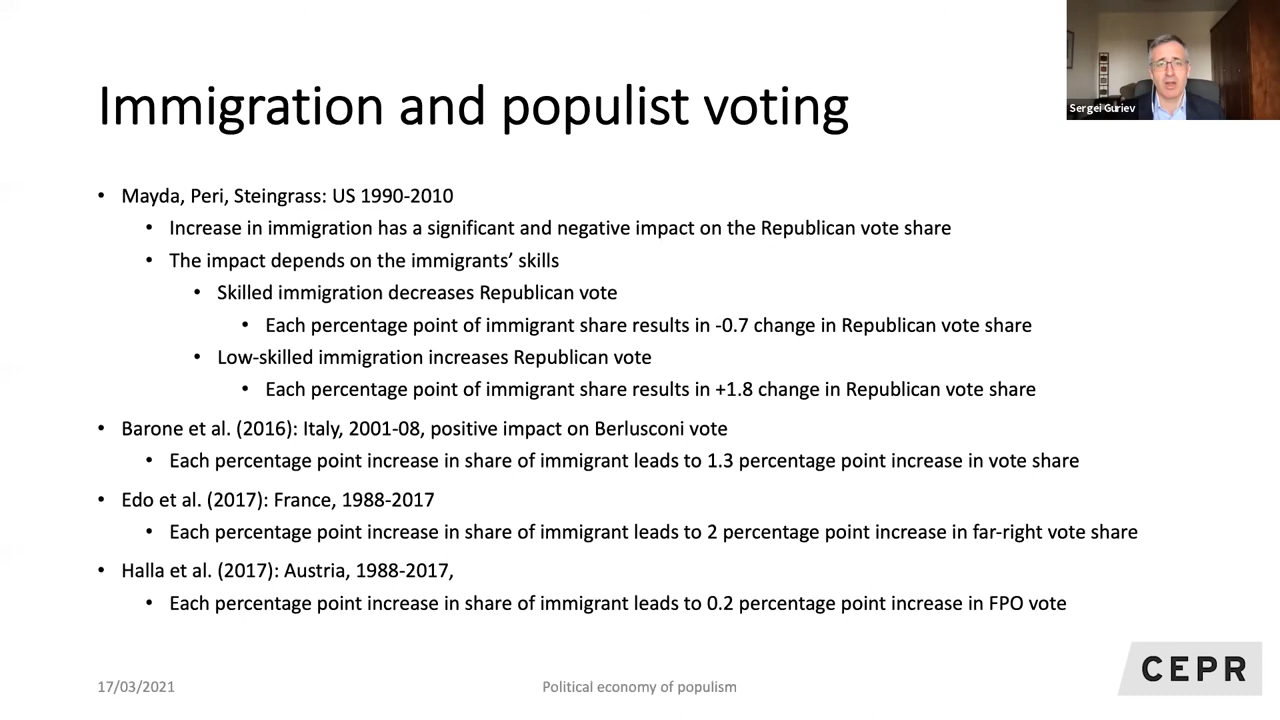 Sergei Guriev
Immigration and populist voting
• Mayda, Peri, Steingrass: US 1990-2010
• Increase in immigration has a significant and negative impact on the Republican vote share
• The impact depends on the immigrants’ skills
• Skilled immigration decreases Republican vote
• Each percentage point of immigrant share results in -0.7 change in Republican vote share
• Low-skilled immigration increases Republican vote
• Each percentage point of immigrant share results in +1.8 change in Republican vote share
• Barone et al. (2016): Italy, 2001-08, positive impact on Berlusconi vote
• Each percentage point increase in share of immigrant leads to 1.3 percentage point increase in vote share
• Edo et al. (2017): France, 1988-2017
• Each percentage point increase in share of immigrant leads to 2 percentage point increase in far-right vote share
• Halla et al. (2017): Austria, 1988-2017,
• Each percentage point increase in share of immigrant leads to 0.2 percentage point increase in FPO vote
17/03/2021
Political economy of populism
CEPR